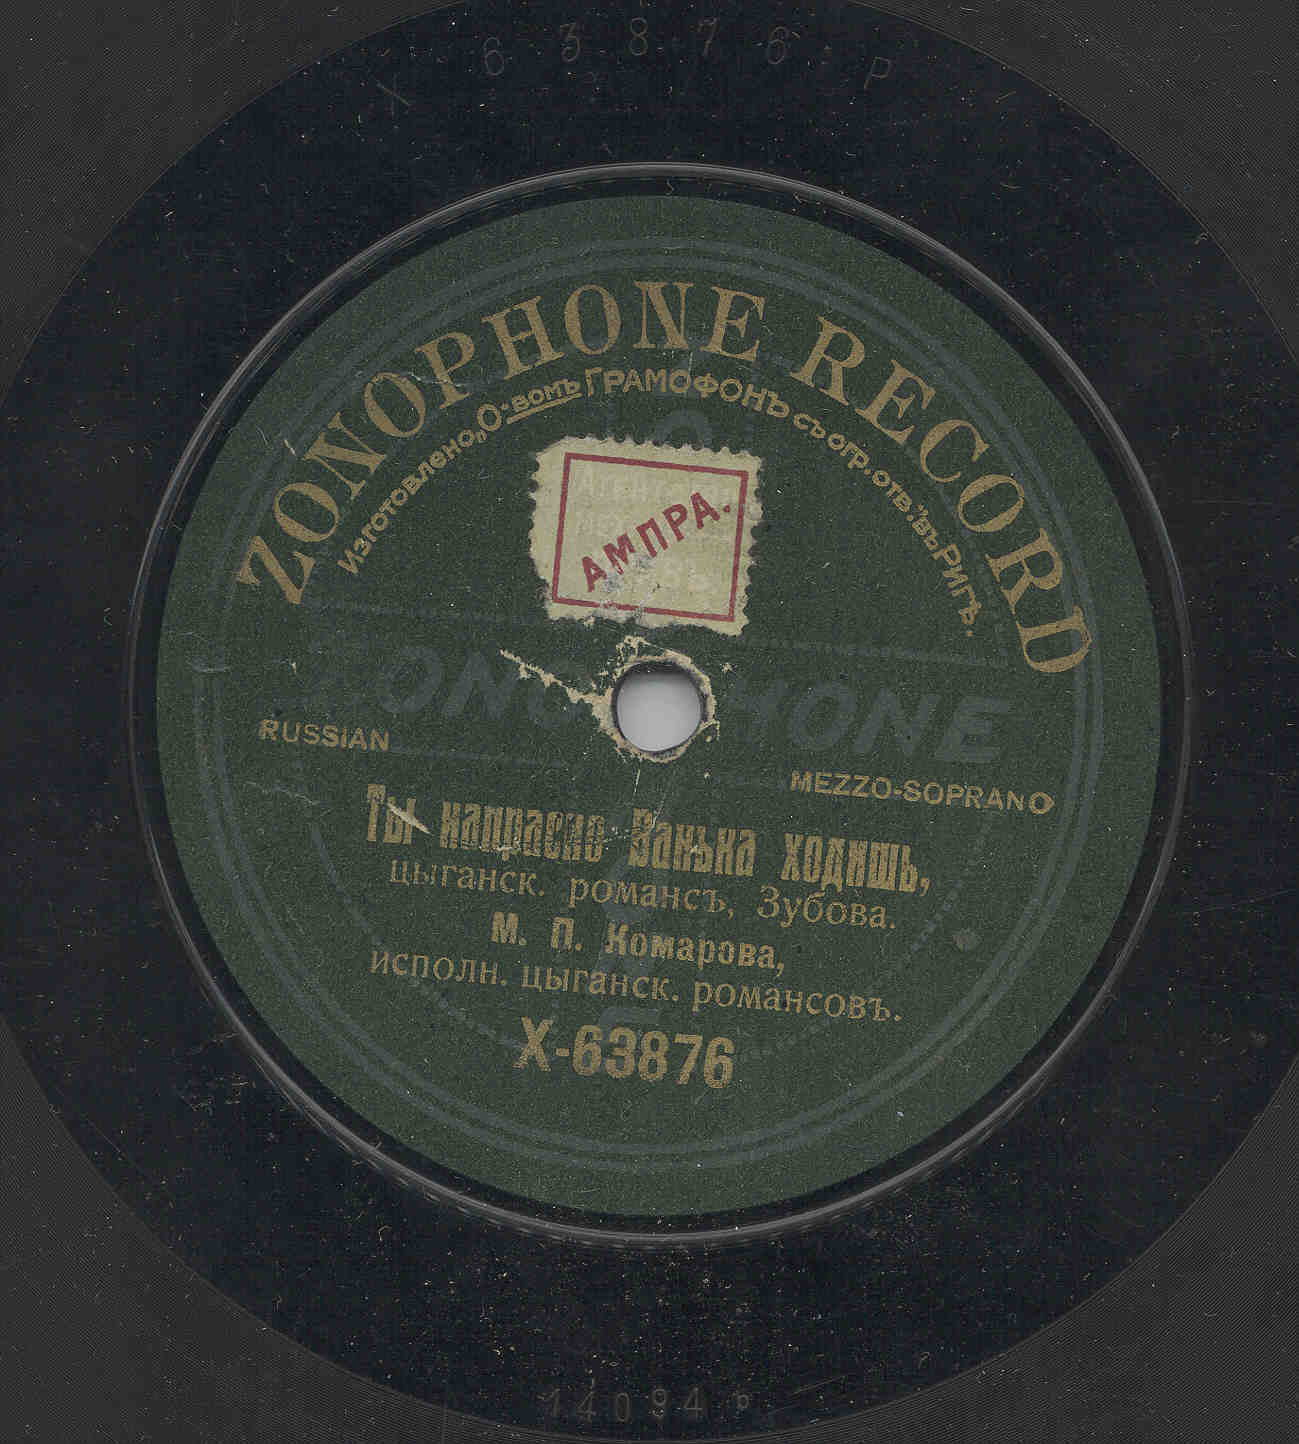 X 63876 P
ZONOPHONE RECORD
Изготовлено „О-вомъ ГРАМОФОНЪ съ огр. отв.“ въ Ригѣ.
АМПРА.
ZONOPHONE
RUSSIAN
MEZZO-SOPRANO
Ты напрасно Ванька ходишь,
цыганск. романсъ, Зубова.
М. П. Комарова,
исполн. цыганск. романсовъ.
X-63876
14094 P